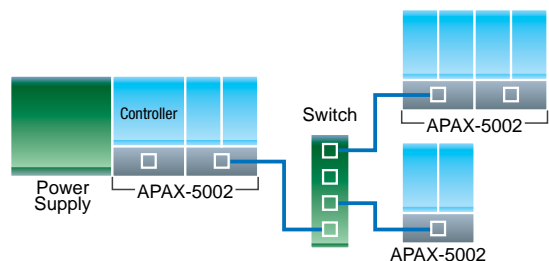 Controller
Switch
APAX-5002
Power
Supply
APAX-5002
APAX-5002